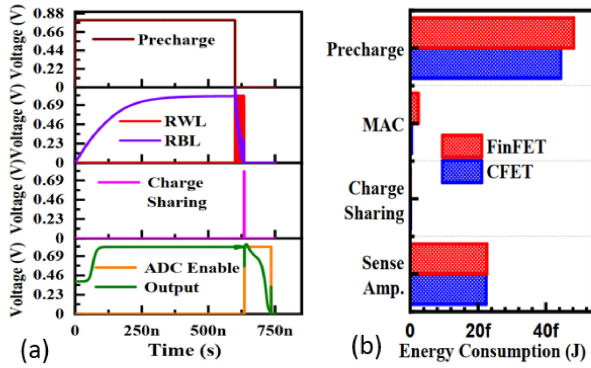 Voltage (V)
0.88
0.66
0.44
0.22
0
Precharge
Voltage (V)
0.69
0.46
0.23
0
RWL
RBL
Voltage (V)
0.69
0.46
0.23
0
Charge
Sharing
Voltage (V)
0.69
0.46
0.23
0.00
ADC Enable
Output
0 250n 500n 750n
Time (s)
(a)
Precharge
MAC
Charge
Sharing
Sense
Amp.
FinFET
CFET
0 20f 40f
Energy Consumption (J)
(b)